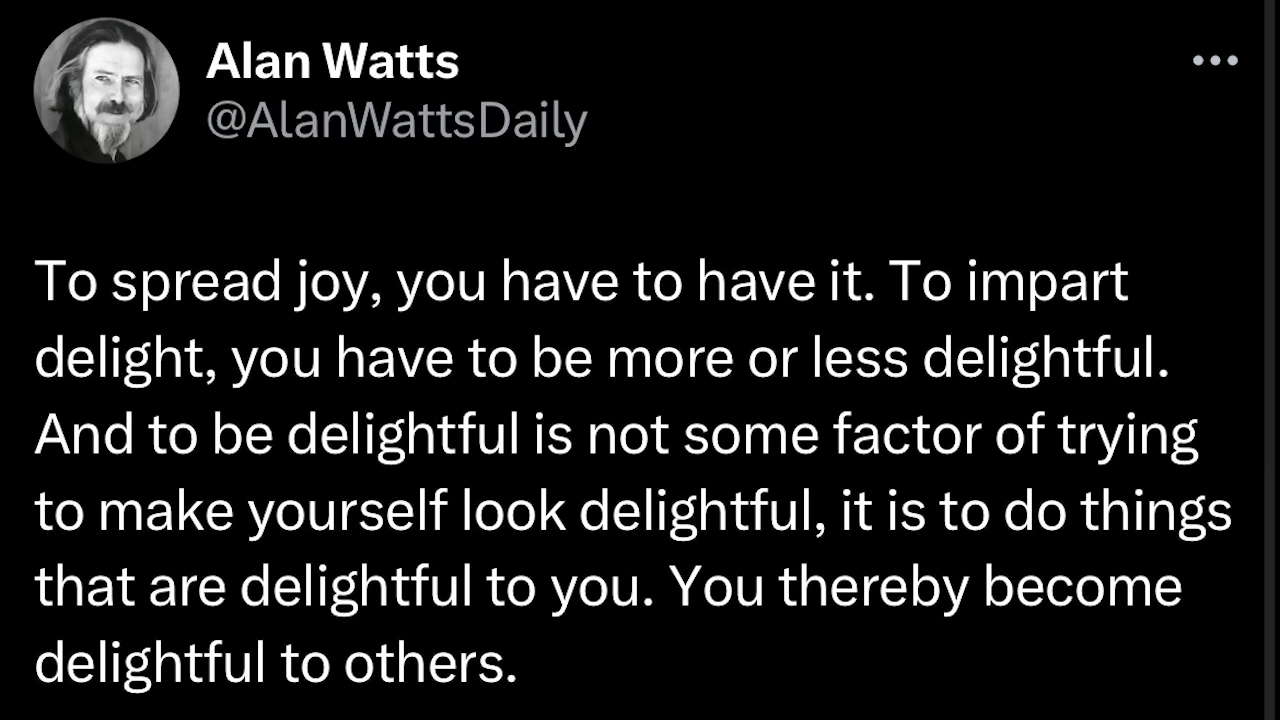 Alan Watts
@AlanWattsDaily
To spread joy, you have to have it. To impart
delight, you have to be more or less delightful.
And to be delightful is not some factor of trying
to make yourself look delightful, it is to do things
that are delightful to you. You thereby become
delightful to others.